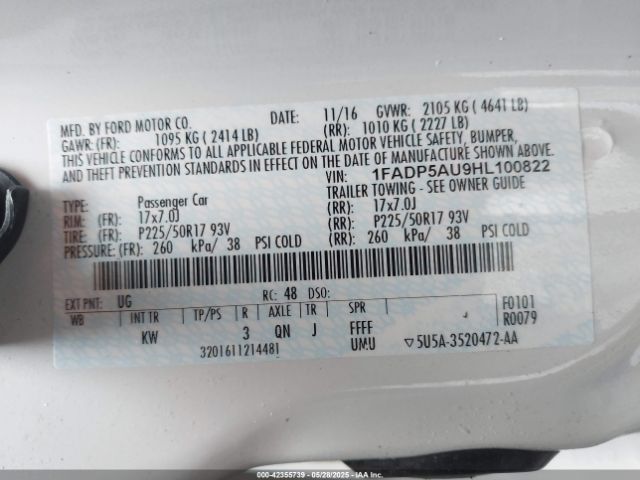 MFD. BY FORD MOTOR CO. DATE: 11/16 GVWR: 2105 KG ( 4641 LB)
GAWR: (FR): 1095 KG ( 2414 LB) (RR): 1010 KG ( 2227 LB)
THIS VEHICLE CONFORMS TO ALL APPLICABLE FEDERAL MOTOR VEHICLE SAFETY, BUMPER,
AND THEFT PREVENTION STANDARDS IN EFFECT ON THE DATE OF MANUFACTURE SHOWN ABOVE.
VIN: 1FADP5AU9HL100822
TYPE: Passenger Car TRAILER TOWING - SEE OWNER GUIDE
RIM: (FR): 17x7.0J (RR): 17x7.0J
TIRE: (FR): P225/50R17 93V (RR): P225/50R17 93V
PRESSURE: (FR): 260 kPa/ 38 PSI COLD (RR): 260 kPa/ 38 PSI COLD
EXT PNT: UG RC: 48 DSO: F0101
WB INT TR TP/PS R AXLE TR SPR R0079
KW 3 QN J FFFF
3201611214481 UMU ▽5U5A-3520472-AA
000-42355739 - 05/28/2025 - IAA Inc.